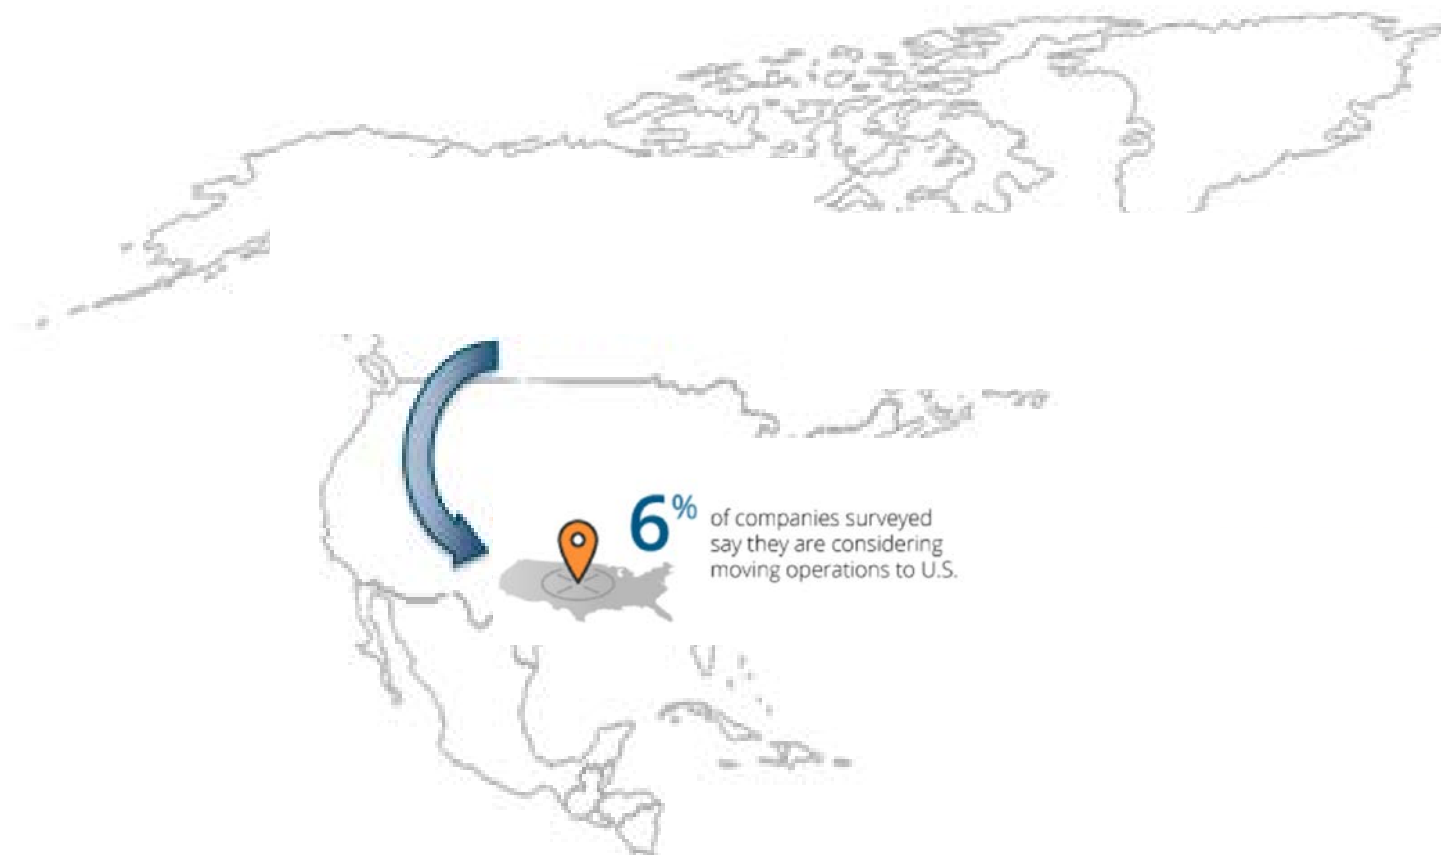 6% of companies surveyed
say they are considering
moving operations to U.S.